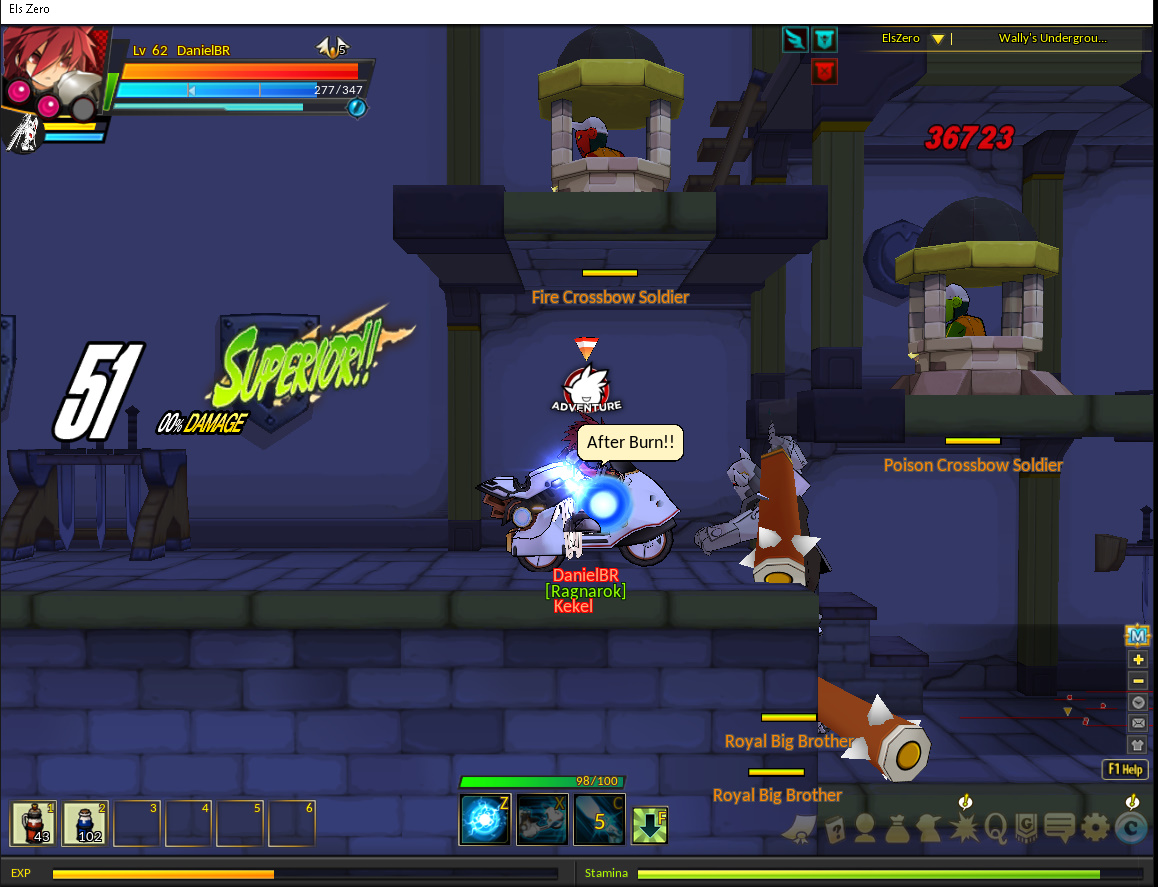 Els Zero
Lv 62 DanielBR
5
ElsZero
Wally's Undergrou...
277/347
36723
Fire Crossbow Soldier
SUPERIOR!!
51
00% DAMAGE
ADVENTURE
After Burn!!
Poison Crossbow Soldier
DanielBR
[Ragnarok]
Kekel
M
Royal Big Brother
Royal Big Brother
F1 Help
98/100
1 2 3 4 5 6
43 102
Z X C F
5
EXP
Stamina